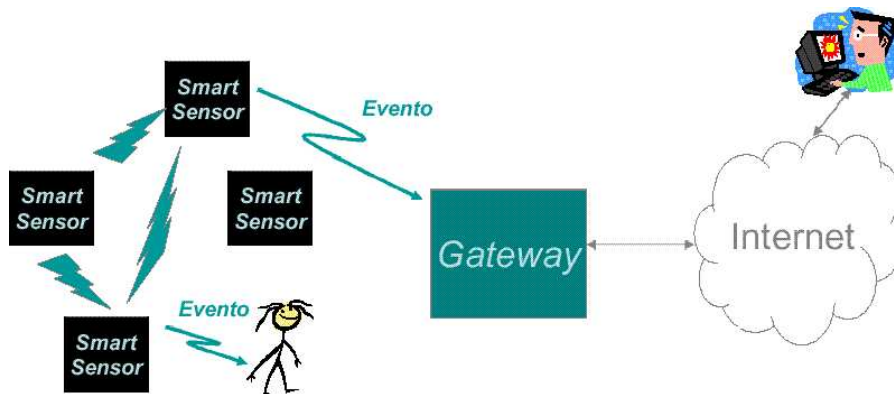 Smart
Sensor
Evento
Smart
Sensor
Smart
Sensor
Gateway
Internet
Evento
Smart
Sensor